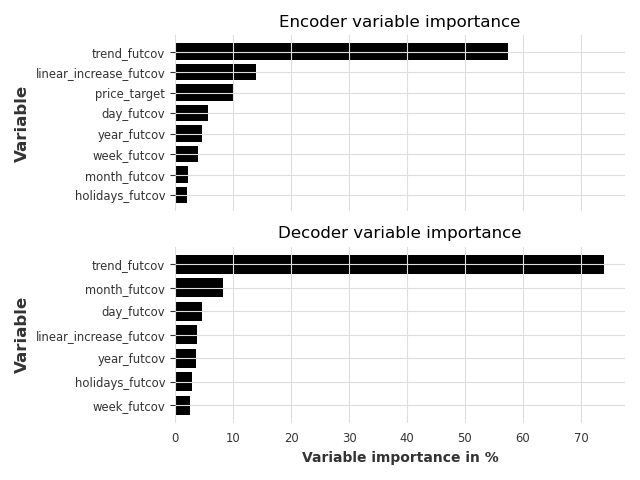 Encoder variable importance
Variable
trend_futcov
linear_increase_futcov
price_target
day_futcov
year_futcov
week_futcov
month_futcov
holidays_futcov
Decoder variable importance
Variable
trend_futcov
month_futcov
day_futcov
linear_increase_futcov
year_futcov
holidays_futcov
week_futcov
0 10 20 30 40 50 60 70
Variable importance in %